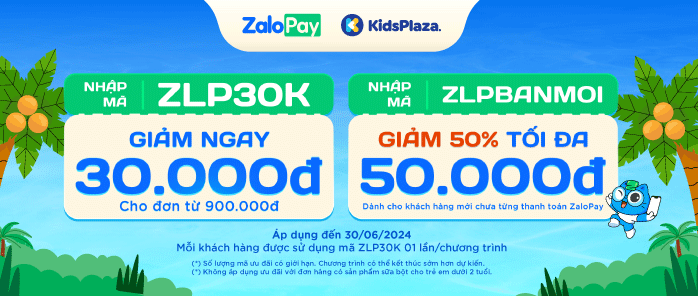 ZaloPay KidsPlaza.
NHẬP MÃ ZLP30K
GIẢM NGAY
30.000đ
Cho đơn từ 900.000đ
NHẬP MÃ ZLPBANMOI
GIẢM 50% TỐI ĐA
50.000đ
Dành cho khách hàng mới chưa từng thanh toán ZaloPay
Áp dụng đến 30/06/2024
Mỗi khách hàng được sử dụng mã ZLP30K 01 lần/chương trình
(*) Số lượng mã ưu đãi có giới hạn. Chương trình có thể kết thúc sớm hơn dự kiến.
(*) Không áp dụng ưu đãi với đơn hàng có sản phẩm sữa bột cho trẻ em dưới 2 tuổi.